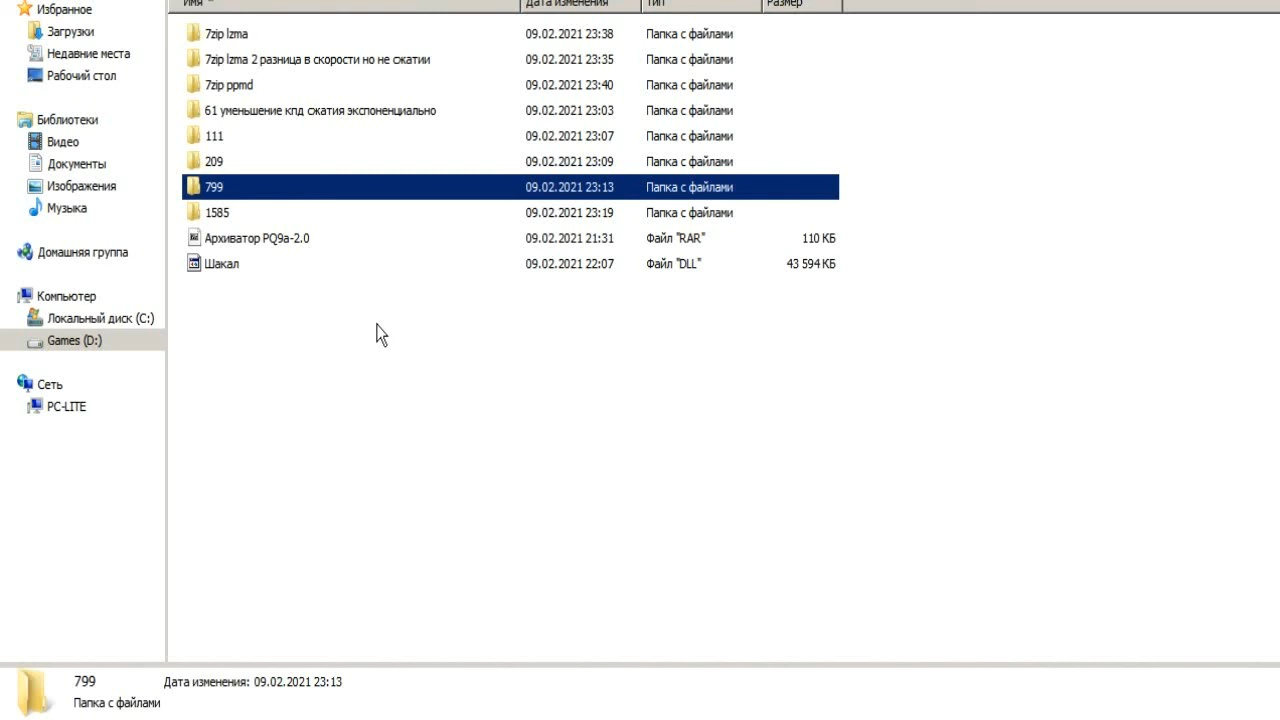 Имя Дата изменения Тип Размер
Избранное
Загрузки
Недавние места
Рабочий стол
Библиотеки
Видео
Документы
Изображения
Музыка
Домашняя группа
Компьютер
Локальный диск (C:)
Games (D:)
Сеть
PC-LITE
7zip lzma 09.02.2021 23:38 Папка с файлами
7zip lzma 2 разница в скорости но не сжатии 09.02.2021 23:35 Папка с файлами
7zip ppmd 09.02.2021 23:40 Папка с файлами
61 уменьшение кпд сжатия экспоненциально 09.02.2021 23:03 Папка с файлами
111 09.02.2021 23:07 Папка с файлами
209 09.02.2021 23:09 Папка с файлами
799 09.02.2021 23:13 Папка с файлами
1585 09.02.2021 23:19 Папка с файлами
Архиватор PQ9a-2.0 09.02.2021 21:31 Файл "RAR" 110 КБ
Шакал 09.02.2021 22:07 Файл "DLL" 43 594 КБ
799 Дата изменения: 09.02.2021 23:13
Папка с файлами